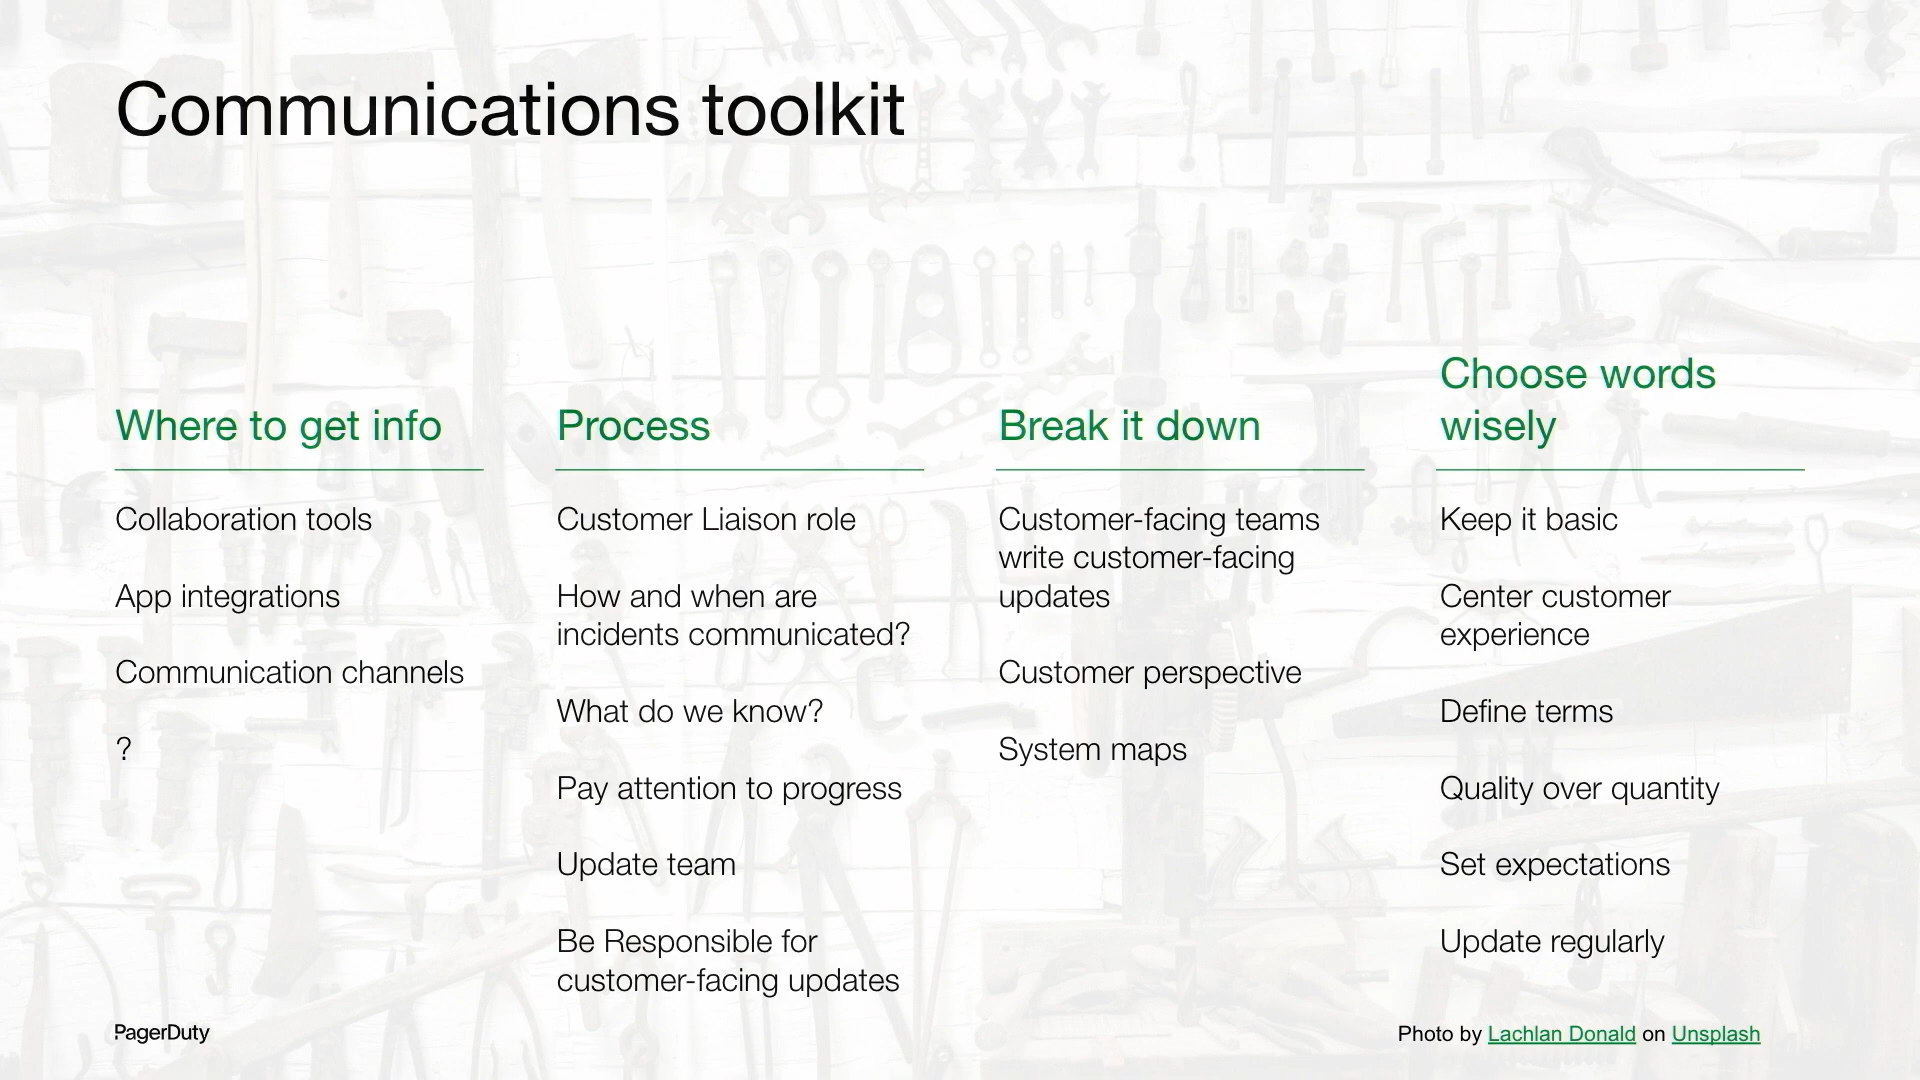 Communications toolkit
Where to get info
Collaboration tools
App integrations
Communication channels
?
Process
Customer Liaison role
How and when are
incidents communicated?
What do we know?
Pay attention to progress
Update team
Be Responsible for
customer-facing updates
Break it down
Customer-facing teams
write customer-facing
updates
Customer perspective
System maps
Choose words
wisely
Keep it basic
Center customer
experience
Define terms
Quality over quantity
Set expectations
Update regularly
PagerDuty
Photo by Lachlan Donald on Unsplash